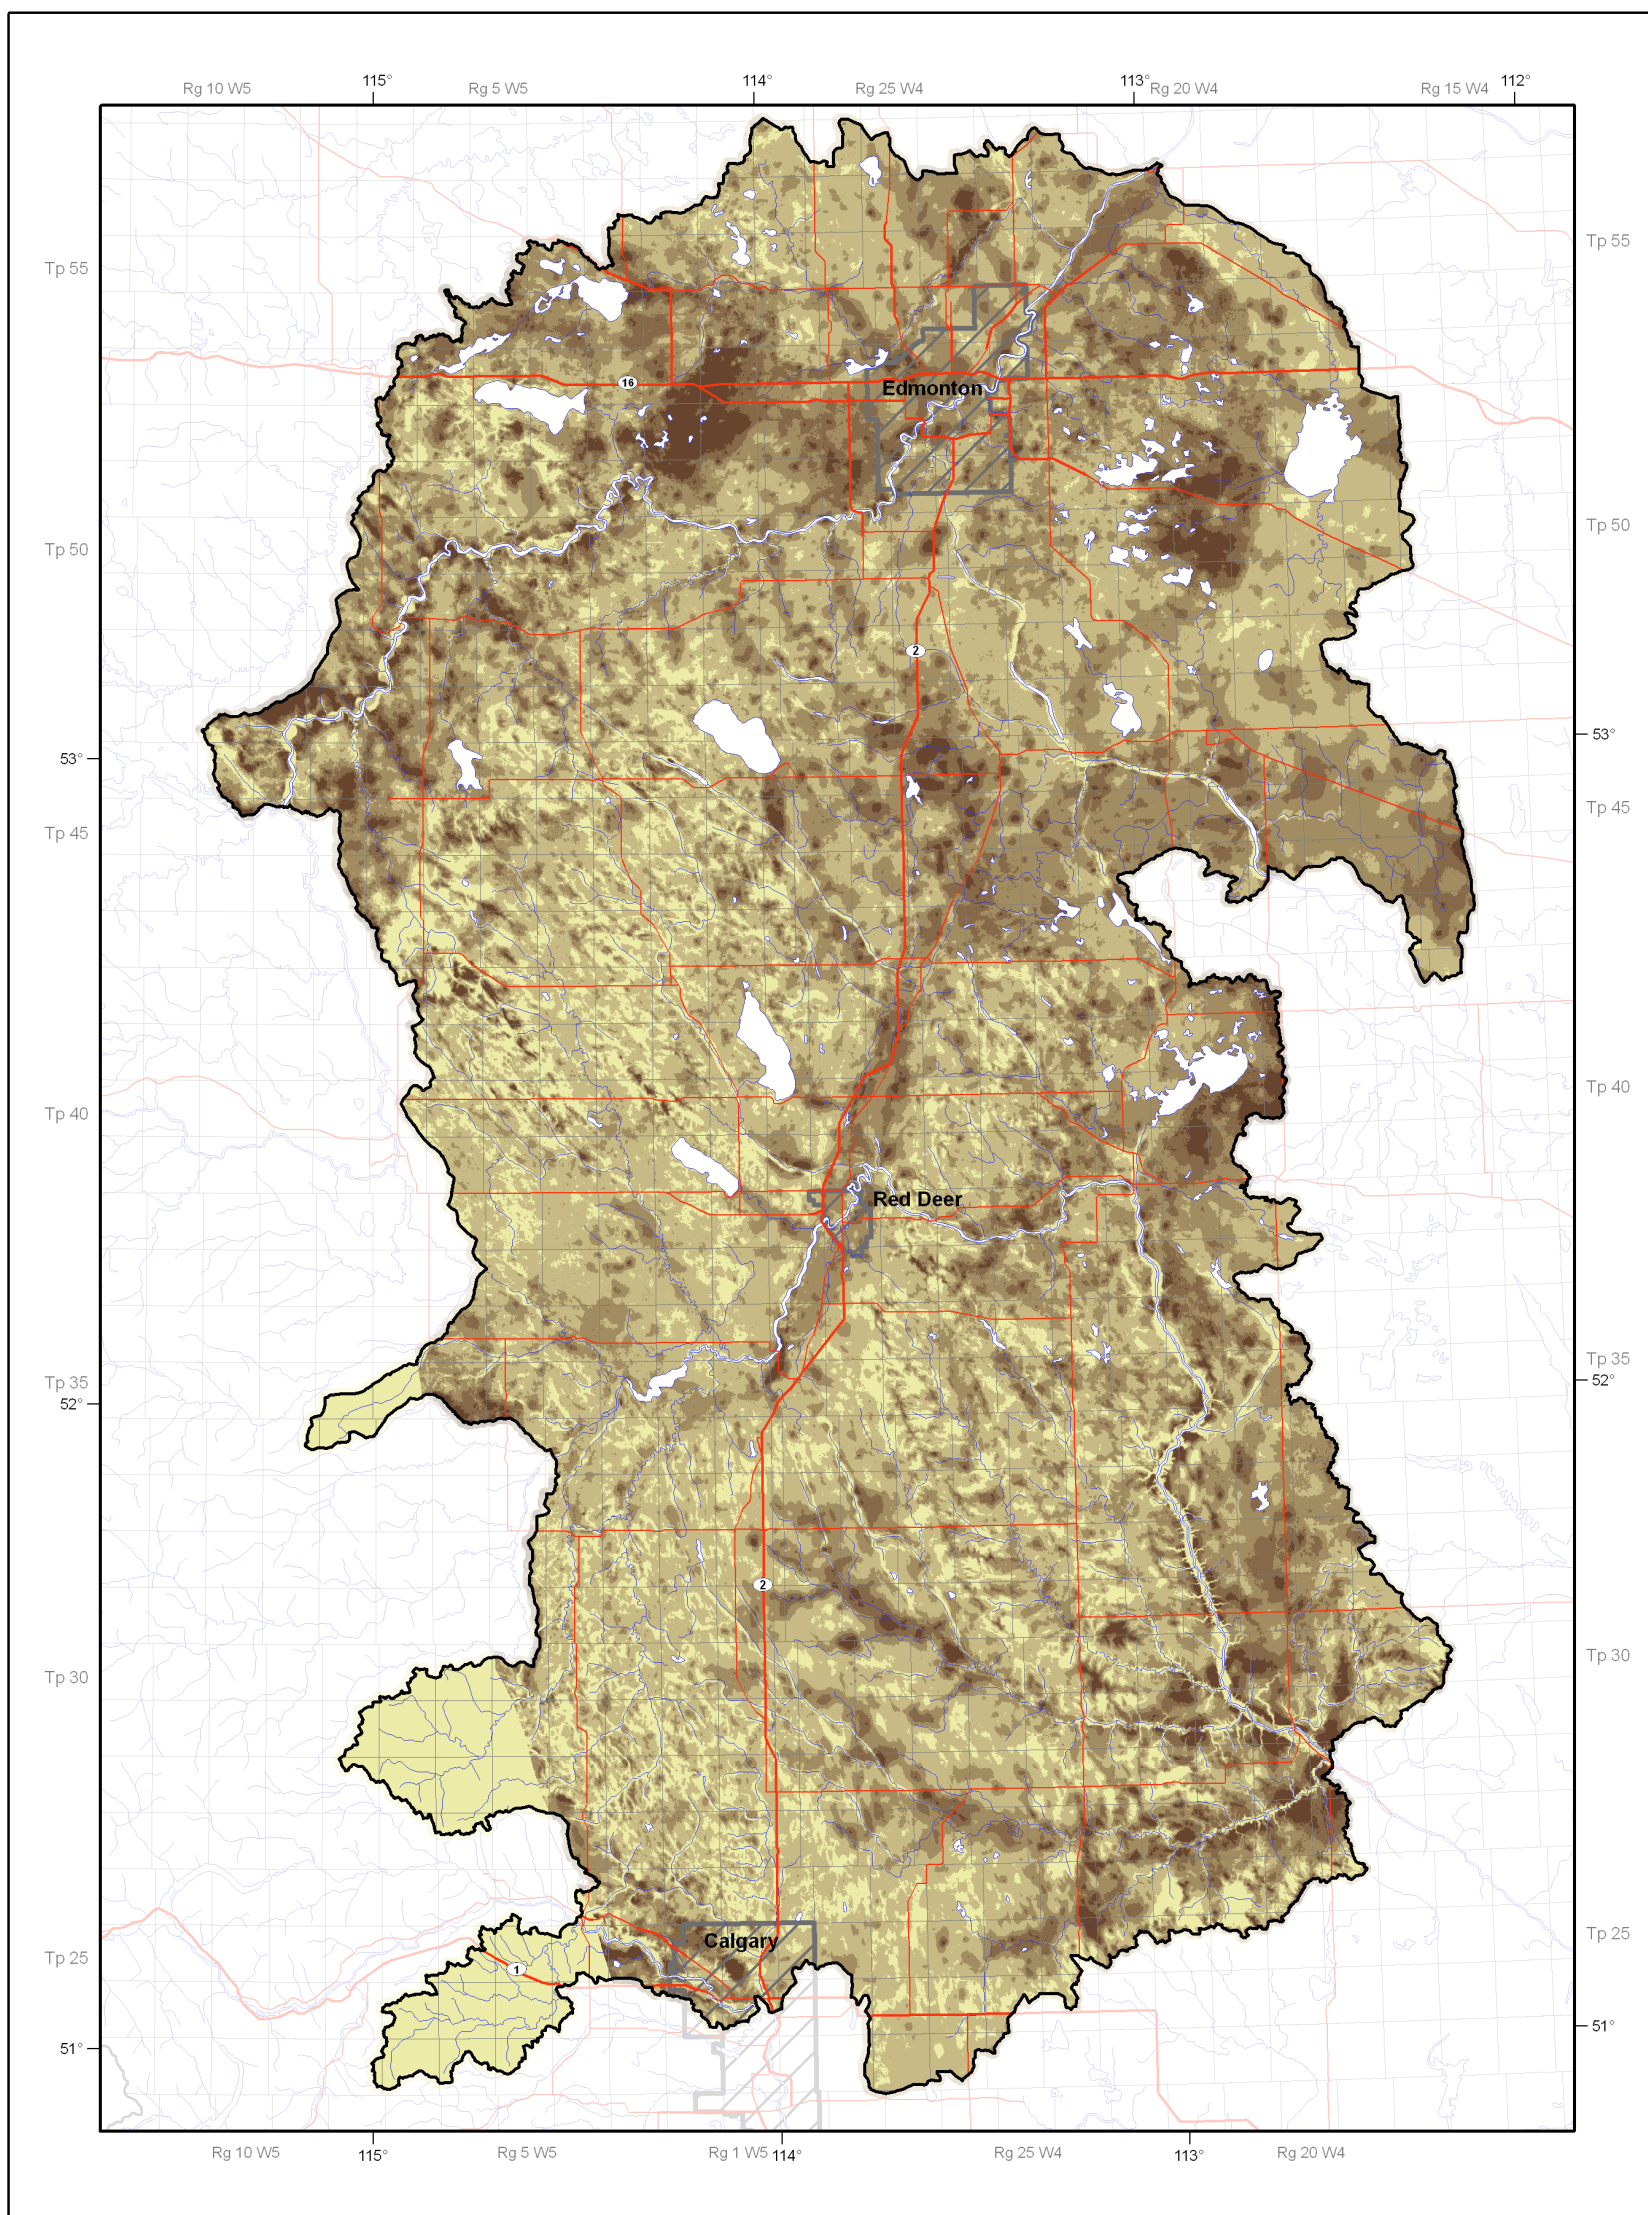 115° 114° 113° 112°
Rg 10 W5 Rg 5 W5 Rg 25 W4 Rg 20 W4 Rg 15 W4
Tp 55 Tp 55
16
Edmonton
Tp 50 Tp 50
2
53° 53°
Tp 45 Tp 45
Tp 40 Tp 40
Red Deer
Tp 35 Tp 35
52° 52°
2
Tp 30 Tp 30
Tp 25 Tp 25
Calgary
1
51° 51°
Rg 10 W5 Rg 5 W5 Rg 1 W5 Rg 25 W4 Rg 20 W4
115° 114° 113°